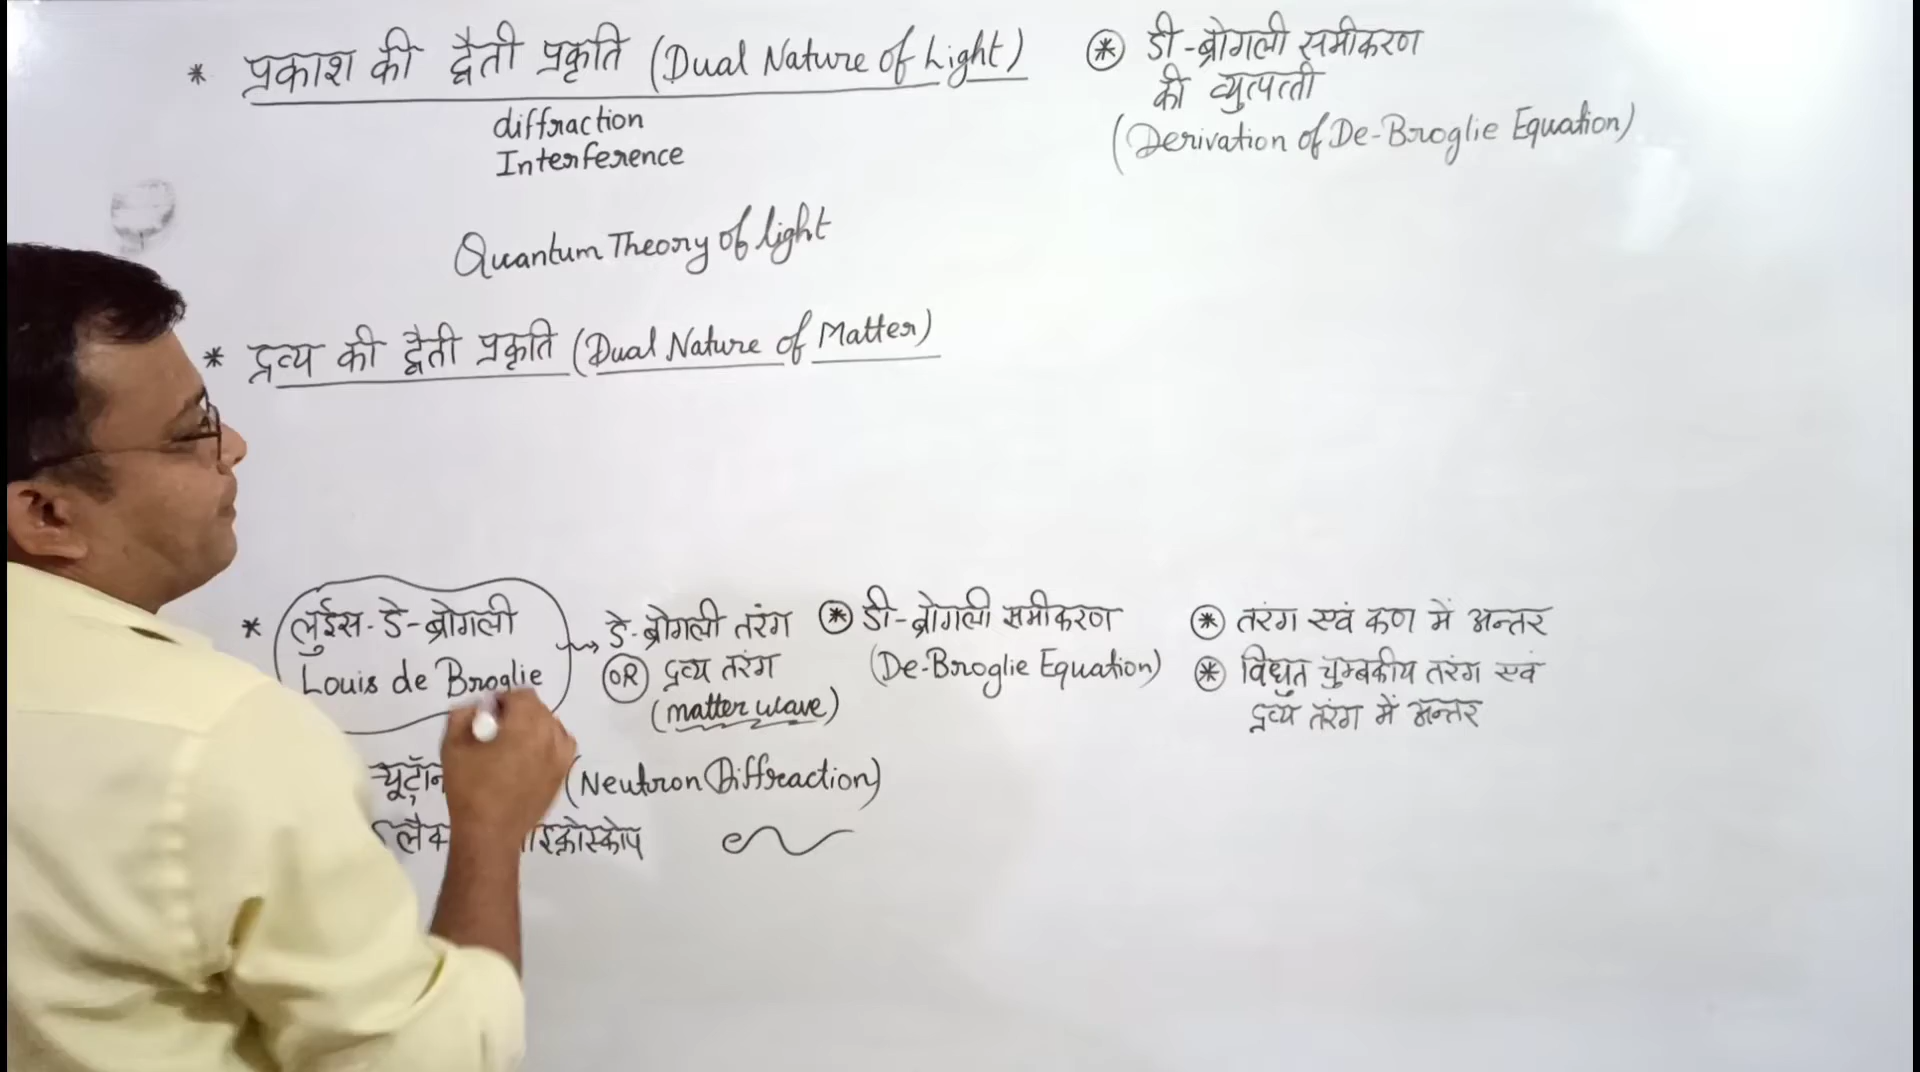 * प्रकाश की द्वैती प्रकृति (Dual Nature of Light)
diffraction
Interference
Quantum Theory of light
* द्रव्य की द्वैती प्रकृति (Dual Nature of Matter)
* डी-ब्रोगली समीकरण
की व्युत्पत्ती
(Derivation of De-Broglie Equation)
* लुईस-डे-ब्रोगली
Louis de Broglie
डे-ब्रोगली तरंग
OR द्रव्य तरंग
(matter wave)
* डी-ब्रोगली समीकरण
(De-Broglie Equation)
* तरंग एवं कण में अन्तर
* विद्युत चुम्बकीय तरंग एवं
द्रव्य तरंग में अन्तर
(Neutron Diffraction)